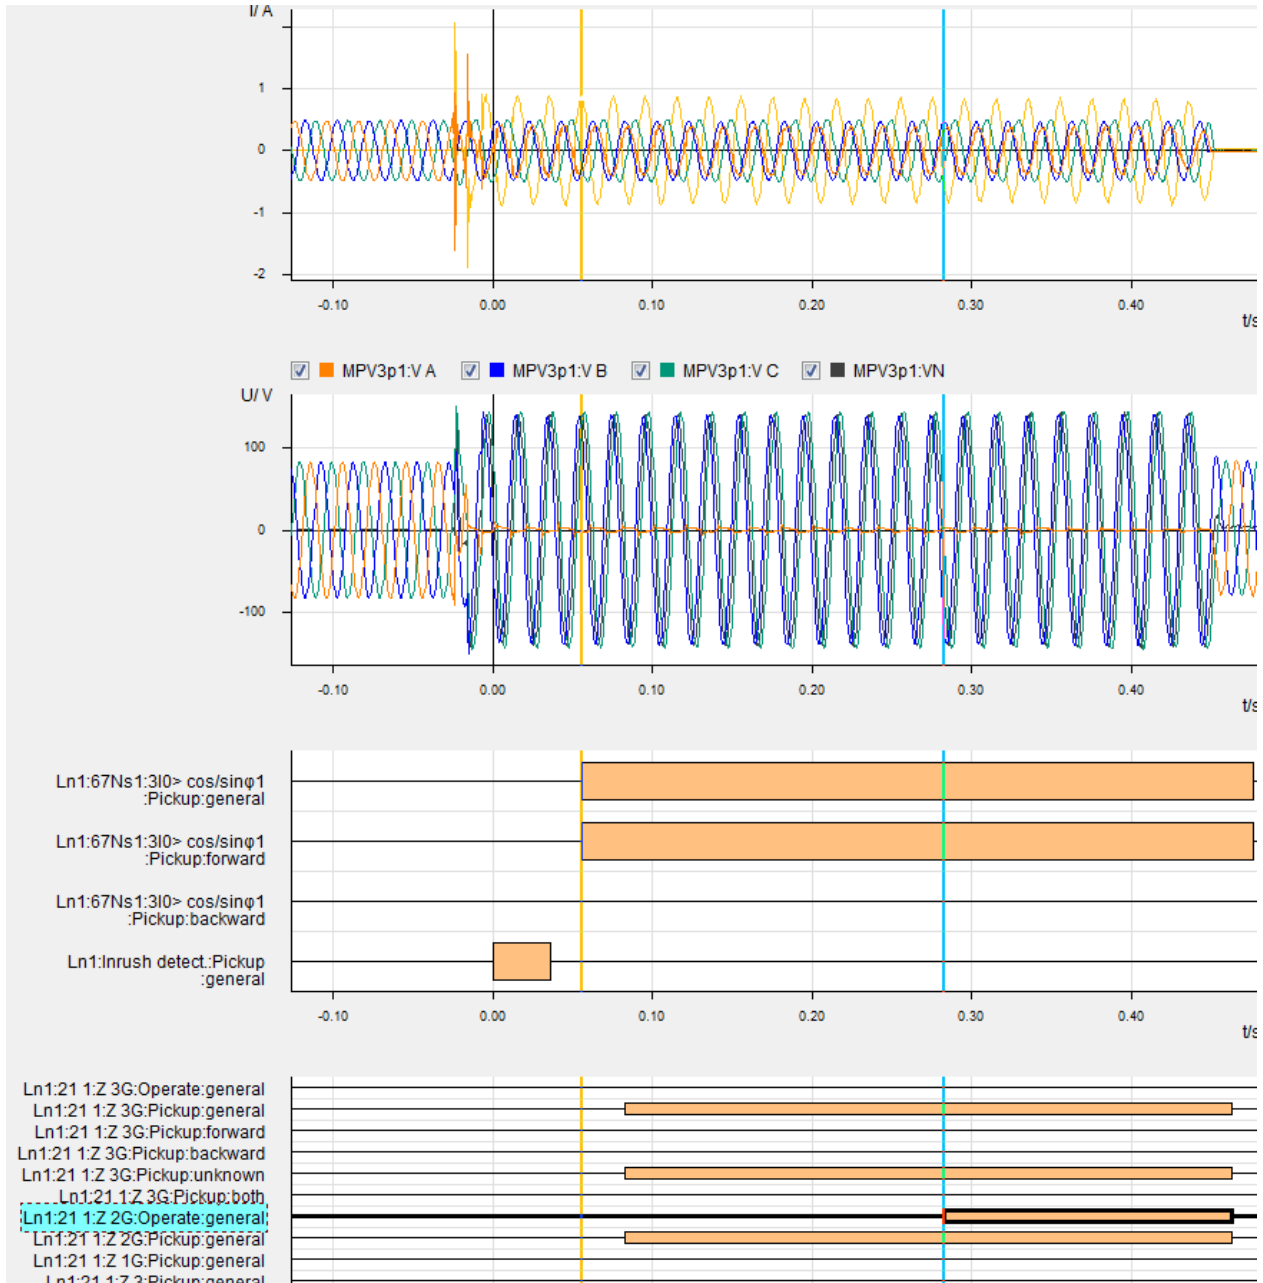 I/ A
1
0
-1
-2
-0.10 0.00 0.10 0.20 0.30 0.40
t/s
MPV3p1:V A MPV3p1:V B MPV3p1:V C MPV3p1:VN
U/ V
100
0
-100
-0.10 0.00 0.10 0.20 0.30 0.40
t/s
Ln1:67Ns1:3I0> cos/sinφ1
:Pickup:general
Ln1:67Ns1:3I0> cos/sinφ1
:Pickup:forward
Ln1:67Ns1:3I0> cos/sinφ1
:Pickup:backward
Ln1:Inrush detect.:Pickup
:general
-0.10 0.00 0.10 0.20 0.30 0.40
t/s
Ln1:21 1:Z 3G:Operate:general
Ln1:21 1:Z 3G:Pickup:general
Ln1:21 1:Z 3G:Pickup:forward
Ln1:21 1:Z 3G:Pickup:backward
Ln1:21 1:Z 3G:Pickup:unknown
Ln1:21 1:Z 3G:Pickup:both
Ln1:21 1:Z 2G:Operate:general
Ln1:21 1:Z 2G:Pickup:general
Ln1:21 1:Z 1G:Pickup:general
Ln1:21 1:Z 3:Pickup:general